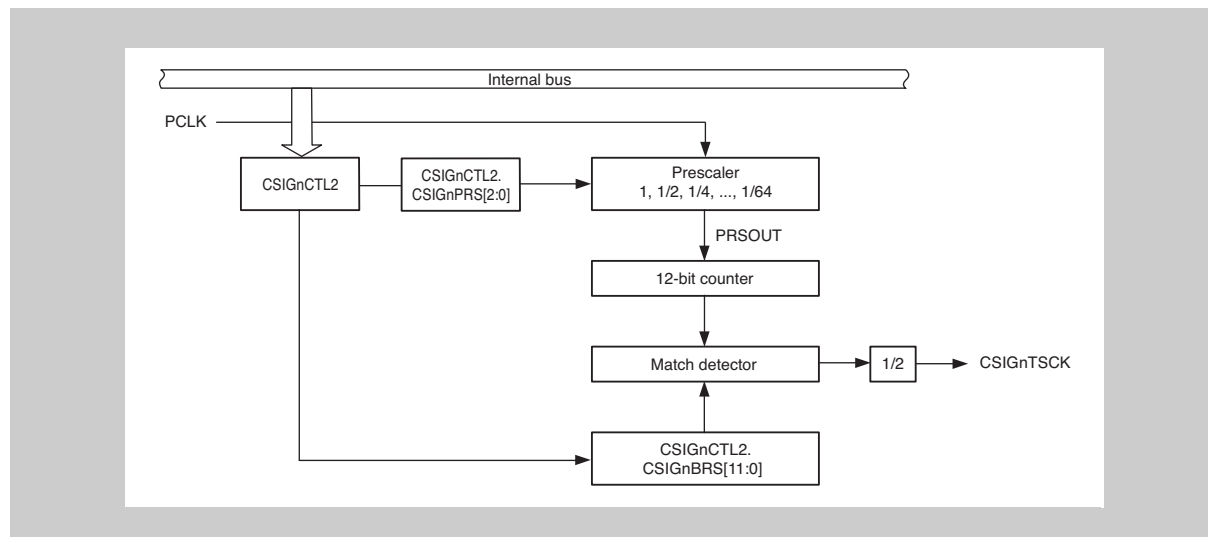 Internal bus
PCLK
CSIGnCTL2
CSIGnCTL2.
CSIGnPRS[2:0]
Prescaler
1, 1/2, 1/4, ..., 1/64
PRSOUT
12-bit counter
Match detector
1/2
CSIGnTSCK
CSIGnCTL2.
CSIGnBRS[11:0]